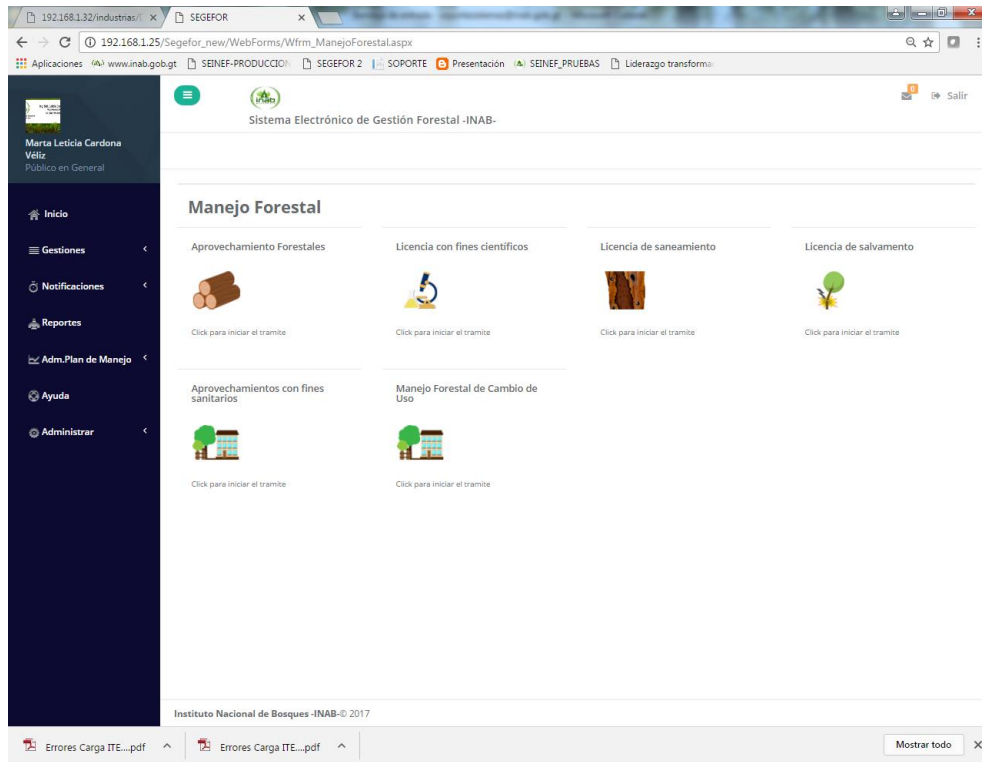 192.168.1.32/industrias/
SEGEFOR
192.168.1.25/Segefor_new/WebForms/Wfrm_ManejoForestal.aspx
Aplicaciones www.inab.gob.gt SEINEF-PRODUCCION SEGEFOR 2 SOPORTE Presentación SEINEF_PRUEBAS Liderazgo transforma
inab
0
Salir
Sistema Electrónico de Gestión Forestal -INAB-
Marta Leticia Cardona
Véliz
Público en General
Inicio
Gestiones
Notificaciones
Reportes
Adm.Plan de Manejo
Ayuda
Administrar
Manejo Forestal
Aprovechamiento Forestales
Click para iniciar el tramite
Licencia con fines científicos
Click para iniciar el tramite
Licencia de saneamiento
Click para iniciar el tramite
Licencia de salvamento
Click para iniciar el tramite
Aprovechamientos con fines
sanitarios
Click para iniciar el tramite
Manejo Forestal de Cambio de
Uso
Click para iniciar el tramite
Instituto Nacional de Bosques -INAB-© 2017
Errores Carga ITE....pdf
Errores Carga ITE....pdf
Mostrar todo